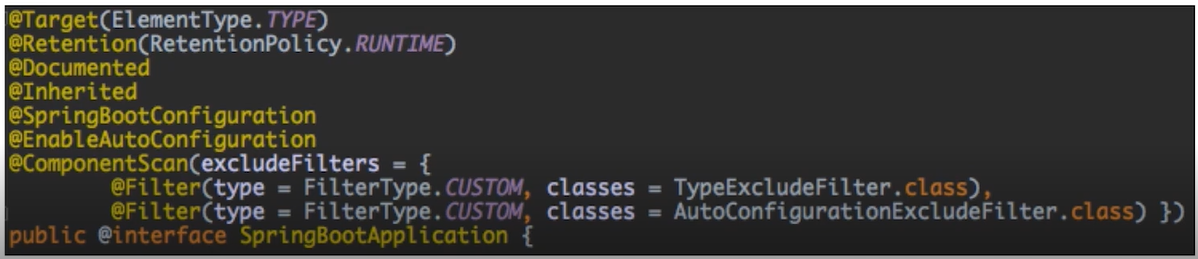 @Target(ElementType.TYPE)
@Retention(RetentionPolicy.RUNTIME)
@Documented
@Inherited
@SpringBootConfiguration
@EnableAutoConfiguration
@ComponentScan(excludeFilters = {
        @Filter(type = FilterType.CUSTOM, classes = TypeExcludeFilter.class),
        @Filter(type = FilterType.CUSTOM, classes = AutoConfigurationExcludeFilter.class) })
public @interface SpringBootApplication {